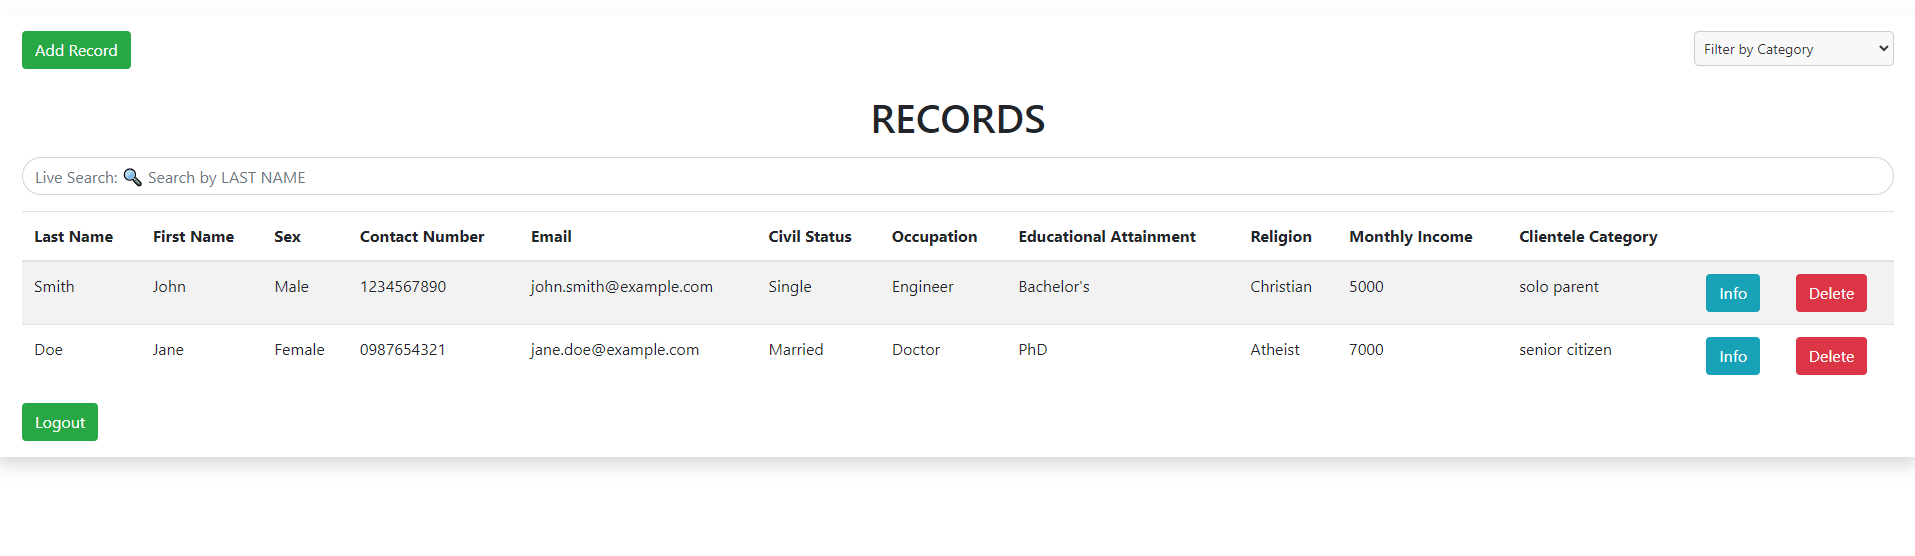 Add Record
Filter by Category
RECORDS
Live Search: 🔍 Search by LAST NAME
Last Name First Name Sex Contact Number Email Civil Status Occupation Educational Attainment Religion Monthly Income Clientele Category
Smith John Male 1234567890 john.smith@example.com Single Engineer Bachelor's Christian 5000 solo parent Info Delete
Doe Jane Female 0987654321 jane.doe@example.com Married Doctor PhD Atheist 7000 senior citizen Info Delete
Logout